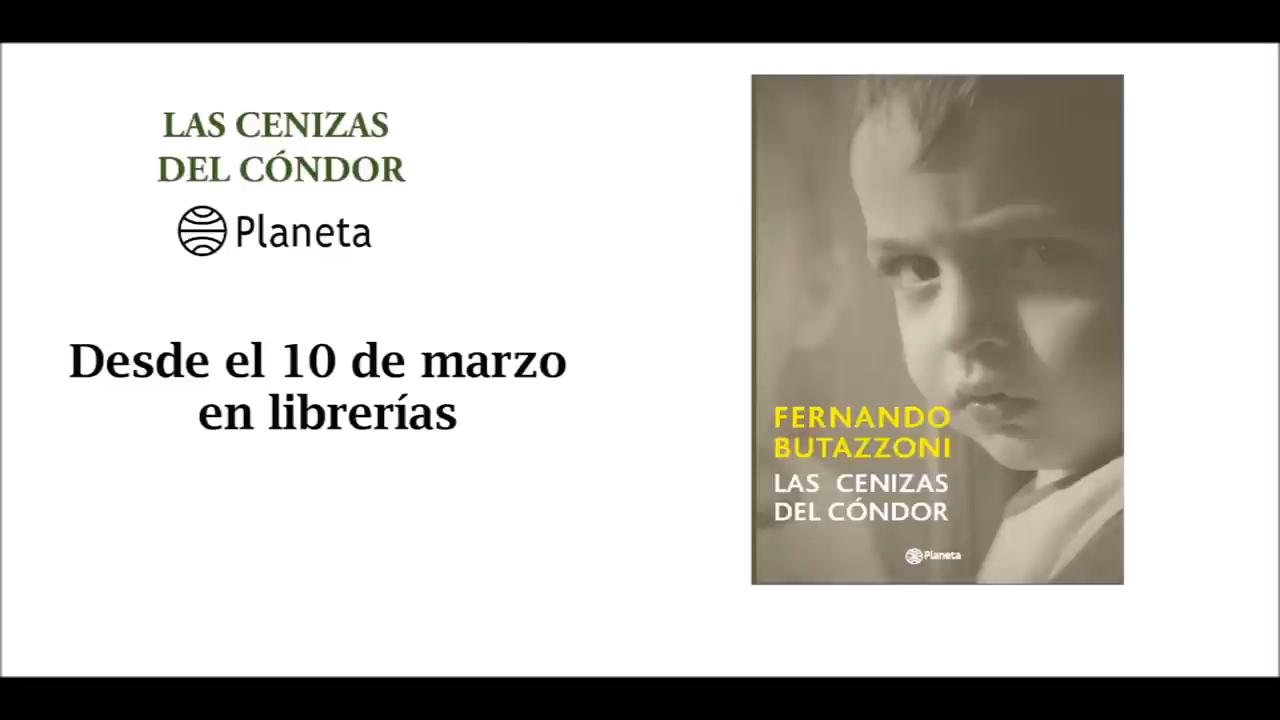 LAS CENIZAS
DEL CÓNDOR
Planeta
Desde el 10 de marzo
en librerías
FERNANDO
BUTAZZONI
LAS CENIZAS
DEL CÓNDOR
Planeta